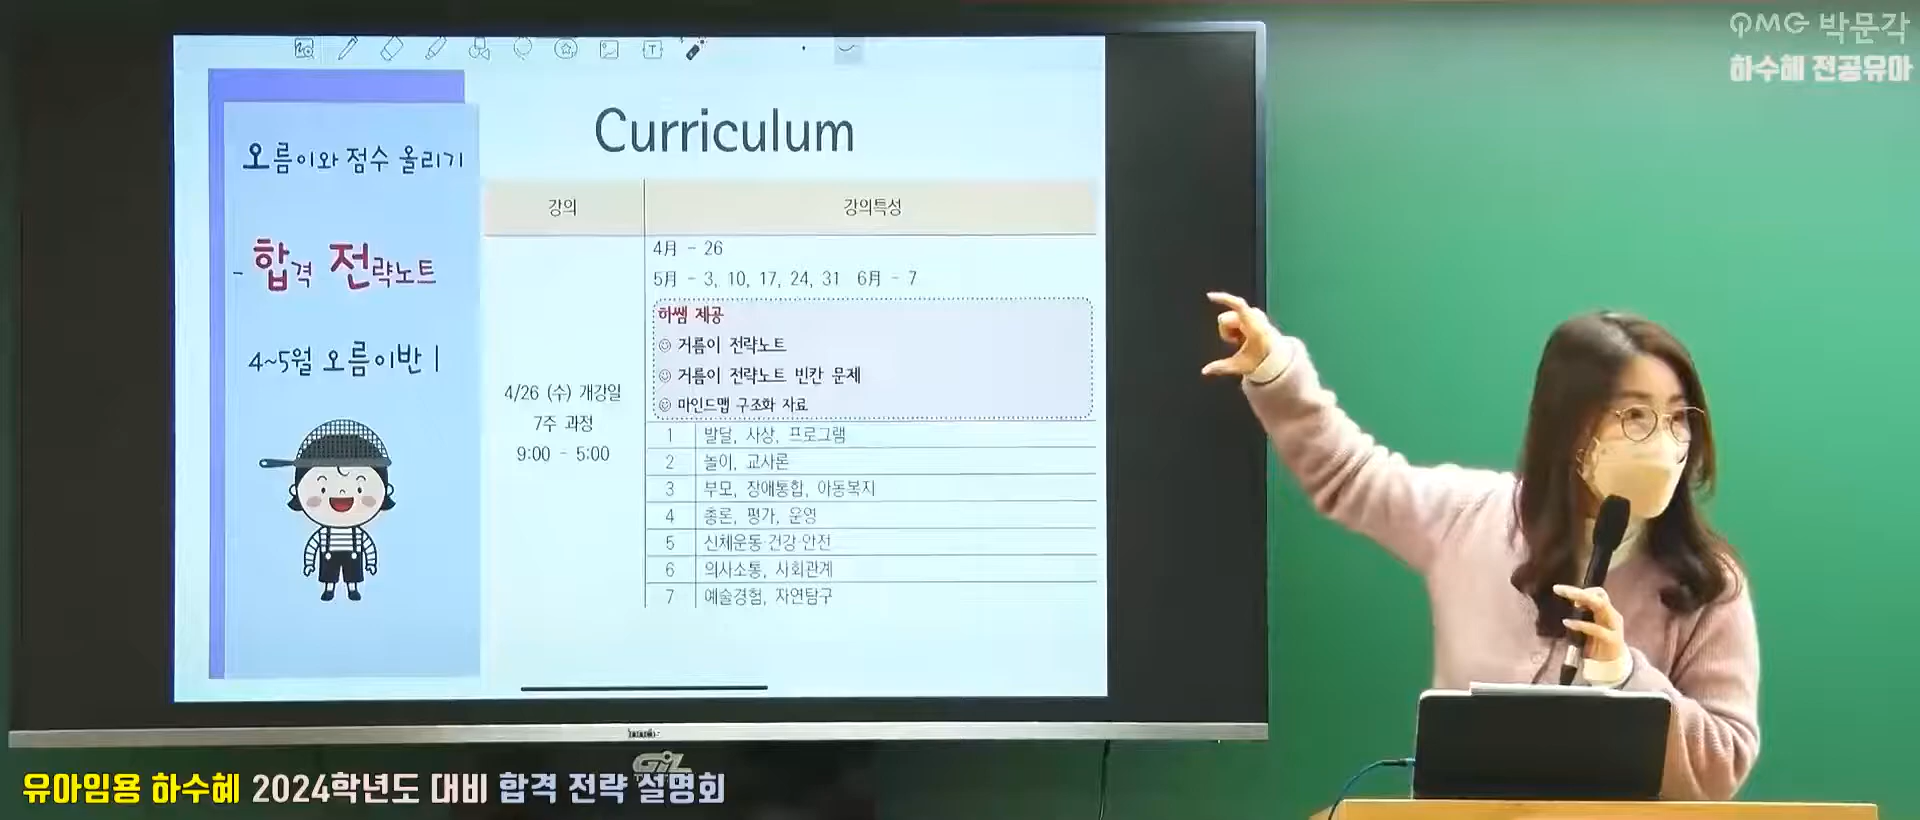 PMG 박문각
하수혜 전공유아
오름이와 점수 올리기
- 합격 전략노트
4~5월 오름이반 |
Curriculum
강의 강의특성
4/26 (수) 개강일
7주 과정
9:00 - 5:00
4月 - 26
5月 - 3, 10, 17, 24, 31 6月 - 7
하쌤 제공
☺ 거름이 전략노트
☺ 거름이 전략노트 빈칸 문제
☺ 마인드맵 구조화 자료
1 발달, 사상, 프로그램
2 놀이, 교사론
3 부모, 장애통합, 아동복지
4 총론, 평가, 운영
5 신체운동·건강·안전
6 의사소통, 사회관계
7 예술경험, 자연탐구
유아임용 하수혜 2024학년도 대비 합격 전략 설명회